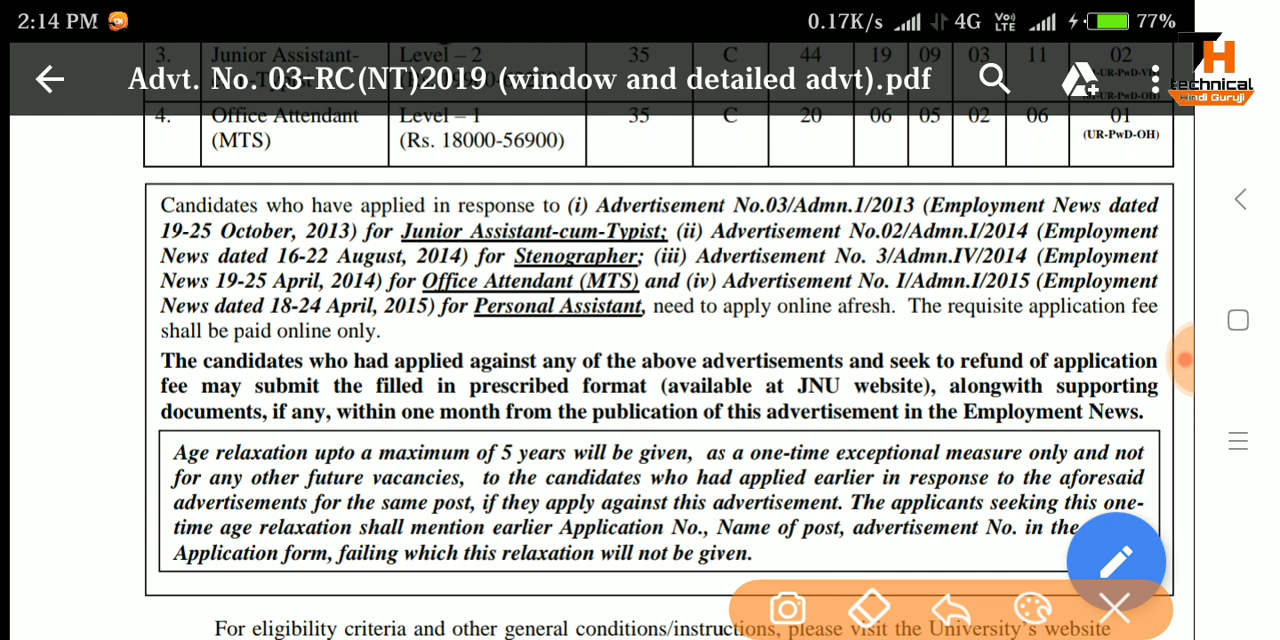 2:14 PM 0.17K/s 4G Vo) LTE 77%
3. Junior Assistant- Level – 2 35 C 44 19 09 03 11 02
Advt. No. 03-RC(NT)2019 (window and detailed advt).pdf
H
technical
Hindi Guruji
4. Office Attendant Level – 1 35 C 20 06 05 02 06 01
(MTS) (Rs. 18000-56900) (UR-PwD-OH)
Candidates who have applied in response to (i) Advertisement No.03/Admn.1/2013 (Employment News dated
19-25 October, 2013) for Junior Assistant-cum-Typist; (ii) Advertisement No.02/Admn.I/2014 (Employment
News dated 16-22 August, 2014) for Stenographer; (iii) Advertisement No. 3/Admn.IV/2014 (Employment
News 19-25 April, 2014) for Office Attendant (MTS) and (iv) Advertisement No. I/Admn.I/2015 (Employment
News dated 18-24 April, 2015) for Personal Assistant, need to apply online afresh. The requisite application fee
shall be paid online only.
The candidates who had applied against any of the above advertisements and seek to refund of application
fee may submit the filled in prescribed format (available at JNU website), alongwith supporting
documents, if any, within one month from the publication of this advertisement in the Employment News.
Age relaxation upto a maximum of 5 years will be given, as a one-time exceptional measure only and not
for any other future vacancies, to the candidates who had applied earlier in response to the aforesaid
advertisements for the same post, if they apply against this advertisement. The applicants seeking this one-
time age relaxation shall mention earlier Application No., Name of post, advertisement No. in the
Application form, failing which this relaxation will not be given.
For eligibility criteria and other general conditions/instructions, please visit the University's website